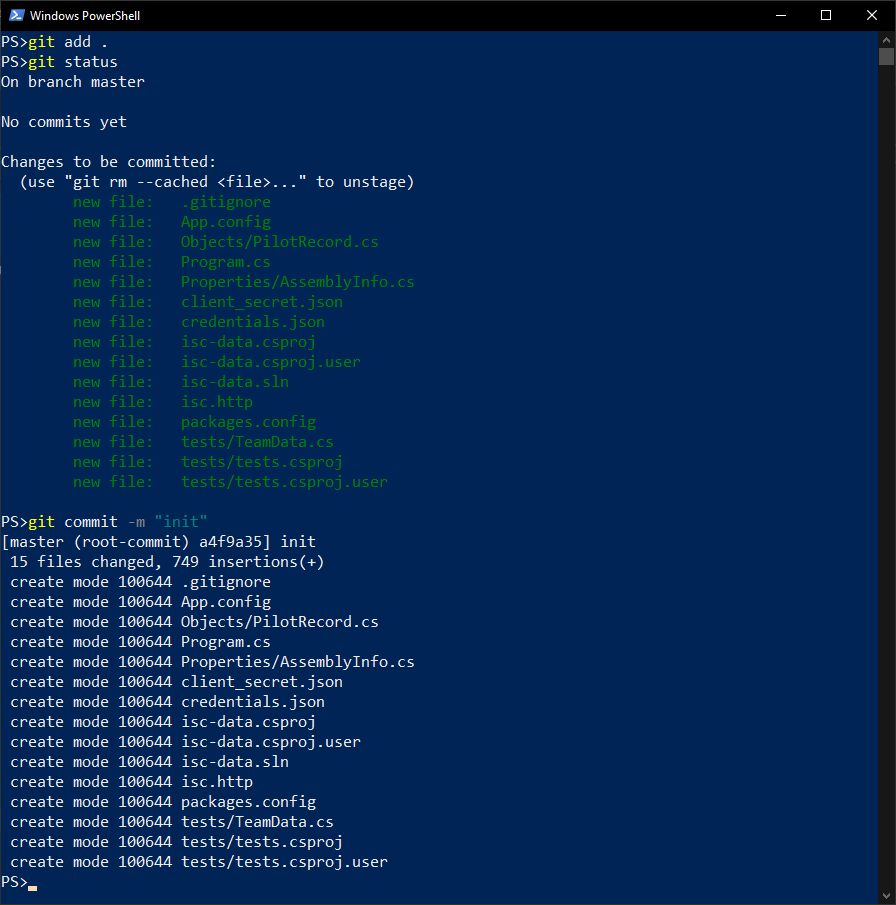 Windows PowerShell
PS>git add .
PS>git status
On branch master
No commits yet
Changes to be committed:
  (use "git rm --cached <file>..." to unstage)
        new file:   .gitignore
        new file:   App.config
        new file:   Objects/PilotRecord.cs
        new file:   Program.cs
        new file:   Properties/AssemblyInfo.cs
        new file:   client_secret.json
        new file:   credentials.json
        new file:   isc-data.csproj
        new file:   isc-data.csproj.user
        new file:   isc-data.sln
        new file:   isc.http
        new file:   packages.config
        new file:   tests/TeamData.cs
        new file:   tests/tests.csproj
        new file:   tests/tests.csproj.user
PS>git commit -m "init"
[master (root-commit) a4f9a35] init
 15 files changed, 749 insertions(+)
 create mode 100644 .gitignore
 create mode 100644 App.config
 create mode 100644 Objects/PilotRecord.cs
 create mode 100644 Program.cs
 create mode 100644 Properties/AssemblyInfo.cs
 create mode 100644 client_secret.json
 create mode 100644 credentials.json
 create mode 100644 isc-data.csproj
 create mode 100644 isc-data.csproj.user
 create mode 100644 isc-data.sln
 create mode 100644 isc.http
 create mode 100644 packages.config
 create mode 100644 tests/TeamData.cs
 create mode 100644 tests/tests.csproj
 create mode 100644 tests/tests.csproj.user
PS>